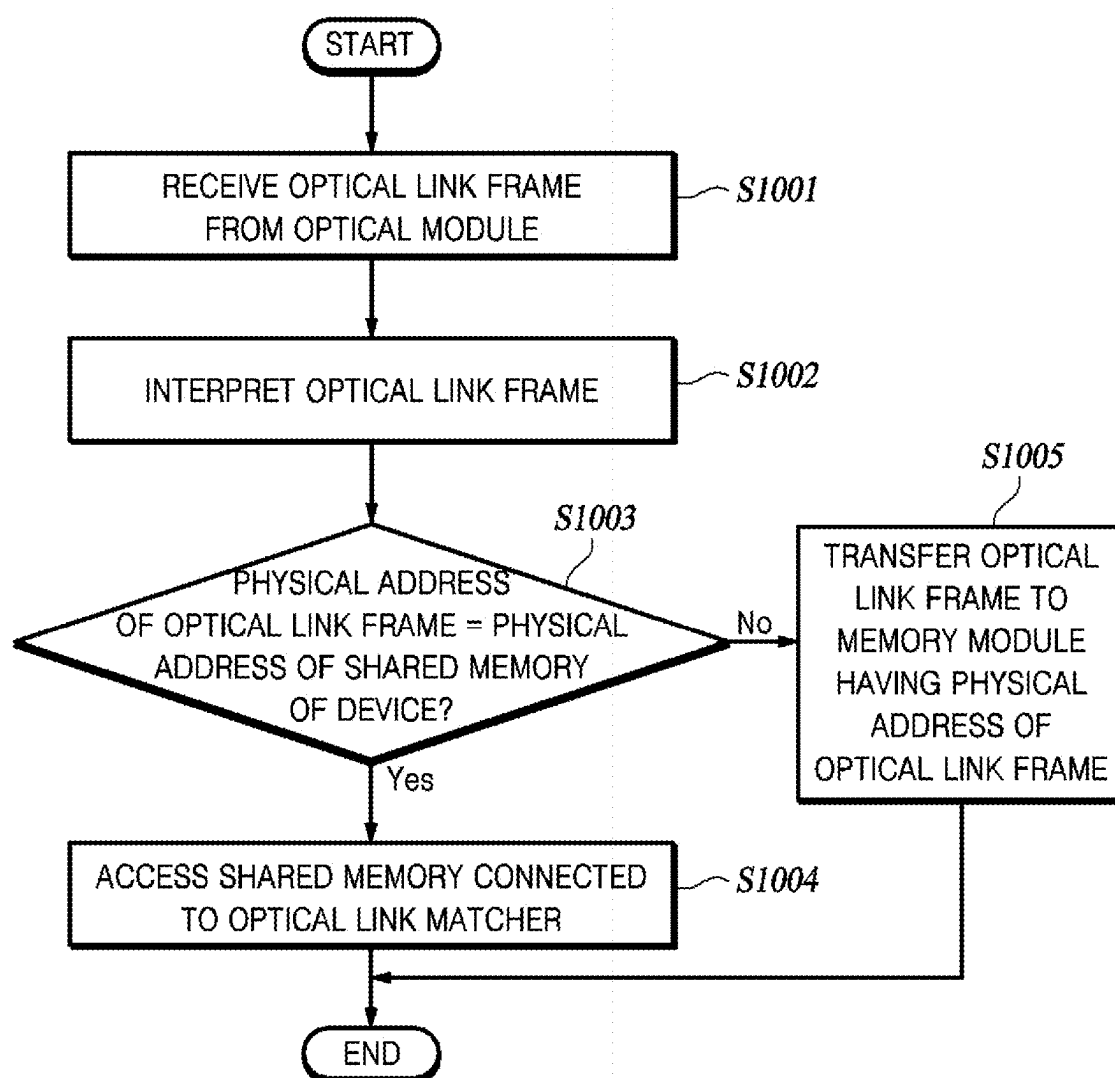 START
RECEIVE OPTICAL LINK FRAME
FROM OPTICAL MODULE
S1001
INTERPRET OPTICAL LINK FRAME
S1002
PHYSICAL ADDRESS
OF OPTICAL LINK FRAME = PHYSICAL
ADDRESS OF SHARED MEMORY
OF DEVICE?
S1003
No
S1005
TRANSFER OPTICAL
LINK FRAME TO
MEMORY MODULE
HAVING PHYSICAL
ADDRESS OF
OPTICAL LINK FRAME
Yes
ACCESS SHARED MEMORY CONNECTED
TO OPTICAL LINK MATCHER
S1004
END